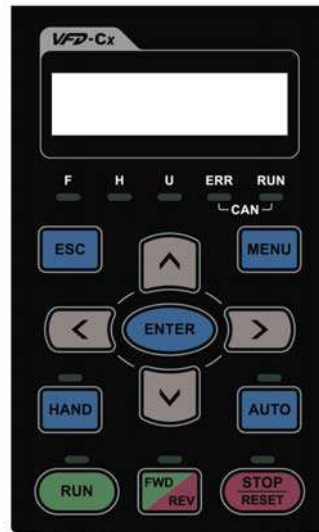 VFD-Cx
F H U ERR RUN
CAN
ESC
MENU
ENTER
HAND
AUTO
RUN
FWD
REV
STOP
RESET